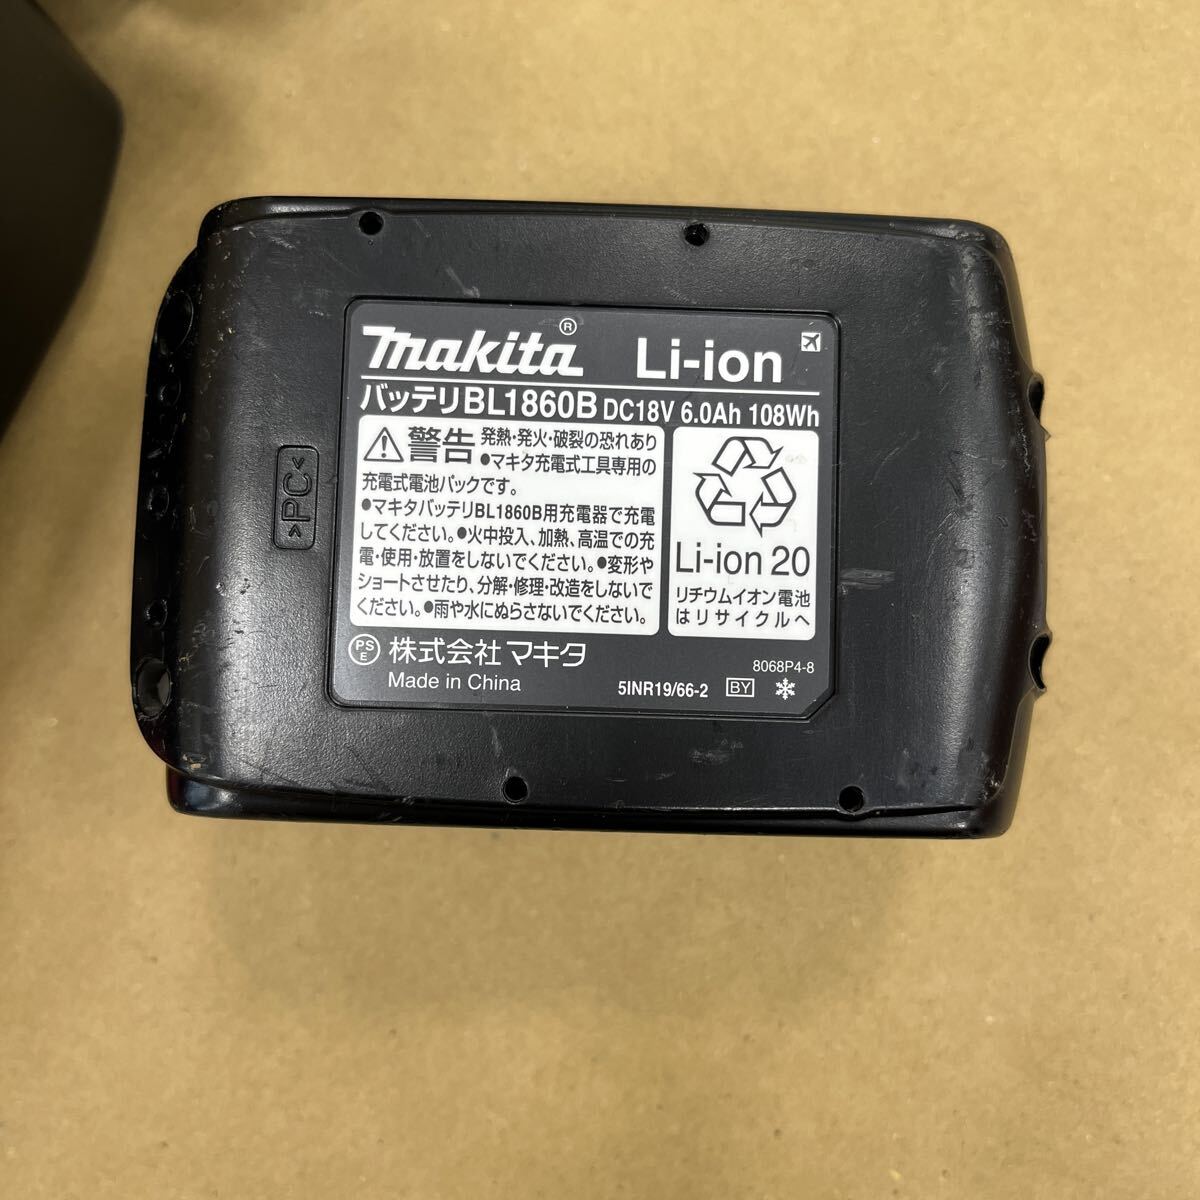 makita® Li-ion
バッテリBL1860B DC18V 6.0Ah 108Wh
警告 発熱・発火・破裂の恐れあり
●マキタ充電式工具専用の
充電式電池パックです。
●マキタバッテリBL1860B用充電器で充電
してください。●火中投入、加熱、高温での充
電・使用・放置をしないでください。●変形や
ショートさせたり、分解・修理・改造をしないで
ください。●雨や水にぬらさないでください。
Li-ion 20
リチウムイオン電池
はリサイクルへ
PSE 株式会社 マキタ
8068P4-8
Made in China
5INR19/66-2 BY
>PC<